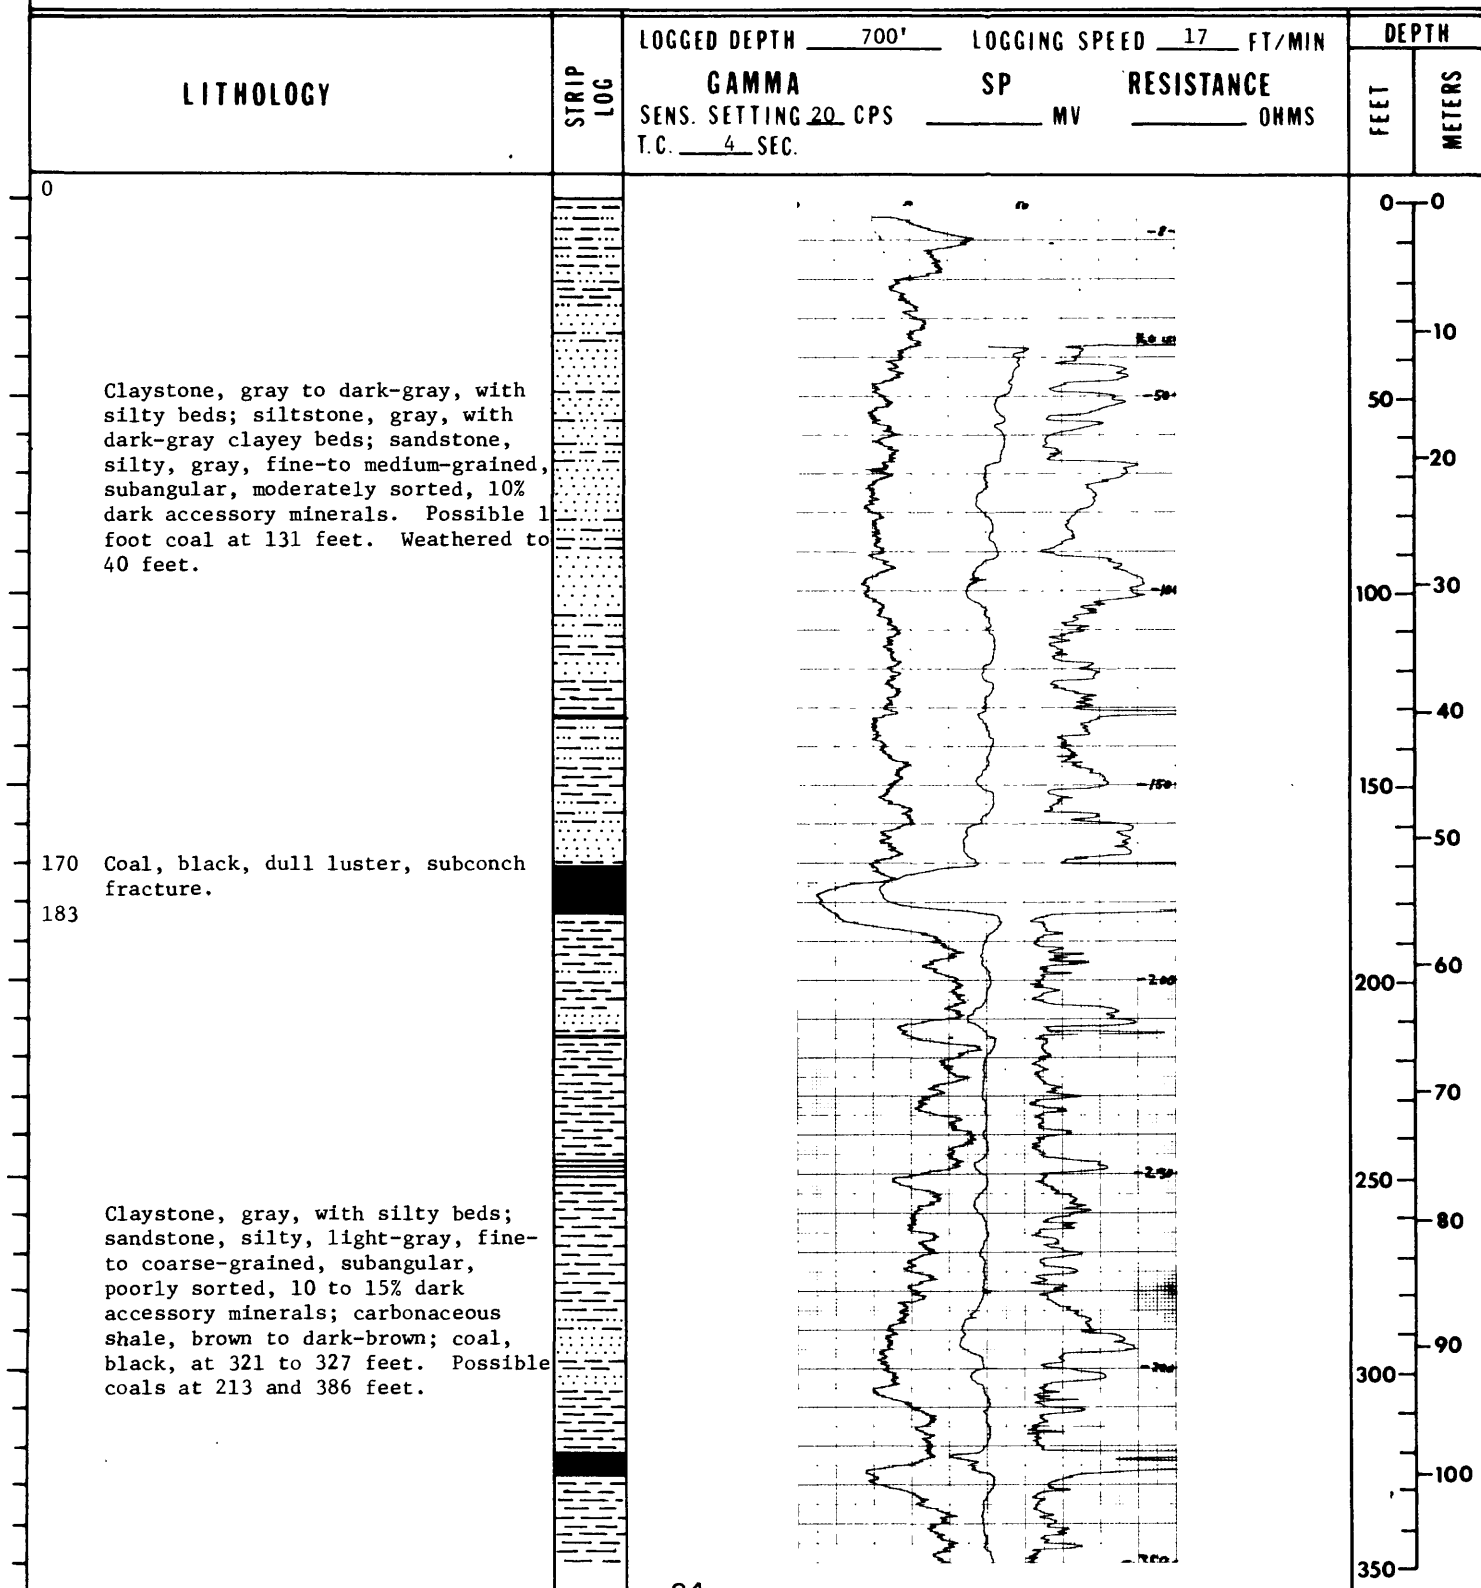 LITHOLOGY
STRIP LOG
LOGGED DEPTH 700' LOGGING SPEED 17 FT/MIN
GAMMA SP RESISTANCE
SENS. SETTING 20 CPS MV OHMS
T.C. 4 SEC.
DEPTH
FEET METERS
0
Claystone, gray to dark-gray, with
silty beds; siltstone, gray, with
dark-gray clayey beds; sandstone,
silty, gray, fine-to medium-grained,
subangular, moderately sorted, 10%
dark accessory minerals. Possible 1
foot coal at 131 feet. Weathered to
40 feet.
170 Coal, black, dull luster, subconch
fracture.
183
Claystone, gray, with silty beds;
sandstone, silty, light-gray, fine-
to coarse-grained, subangular,
poorly sorted, 10 to 15% dark
accessory minerals; carbonaceous
shale, brown to dark-brown; coal,
black, at 321 to 327 feet. Possible
coals at 213 and 386 feet.
-50
-150
-200
-250
-300
0 0
10
50
20
100 30
40
150
50
200 60
70
250
80
90
300
100
350